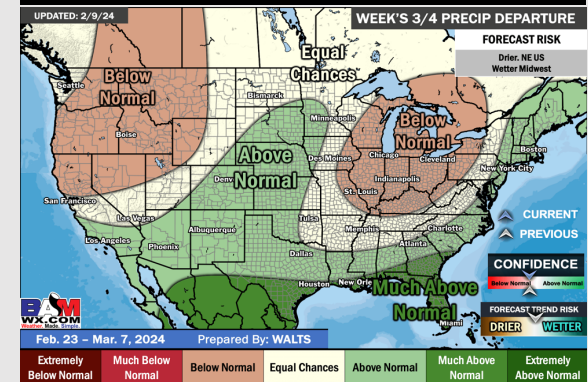 UPDATED: 2/9/24
WEEK'S 3/4 PRECIP DEPARTURE
FORECAST RISK
Drier. NE US
Wetter Midwest
Equal
Chances
Below
Normal
Seattle
Bismarck
Minneapolis
Boise
Below
Normal
Boston
Above
Normal
Des Moines
Chicago
Cleveland
New York City
Denv
Indianapolis
St. Louis
San Francisco
Las Vegas
Tulsa
Memphis
Charlotte
CURRENT
Los Angeles
Albuquerque
PREVIOUS
Phoenix
Atlanta
Dallas
CONFIDENCE
Below Normal
Above Normal
Houston
New Orle
Much Above
Normal
Miami
FORECAST TREND RISK
DRIER
WETTER
BAM
WX.COM
Weather. Made. Simple.
Feb. 23 – Mar. 7, 2024
Prepared By: WALTS
Extremely
Below Normal
Much Below
Normal
Below Normal
Equal Chances
Above Normal
Much Above
Normal
Extremely
Above Normal